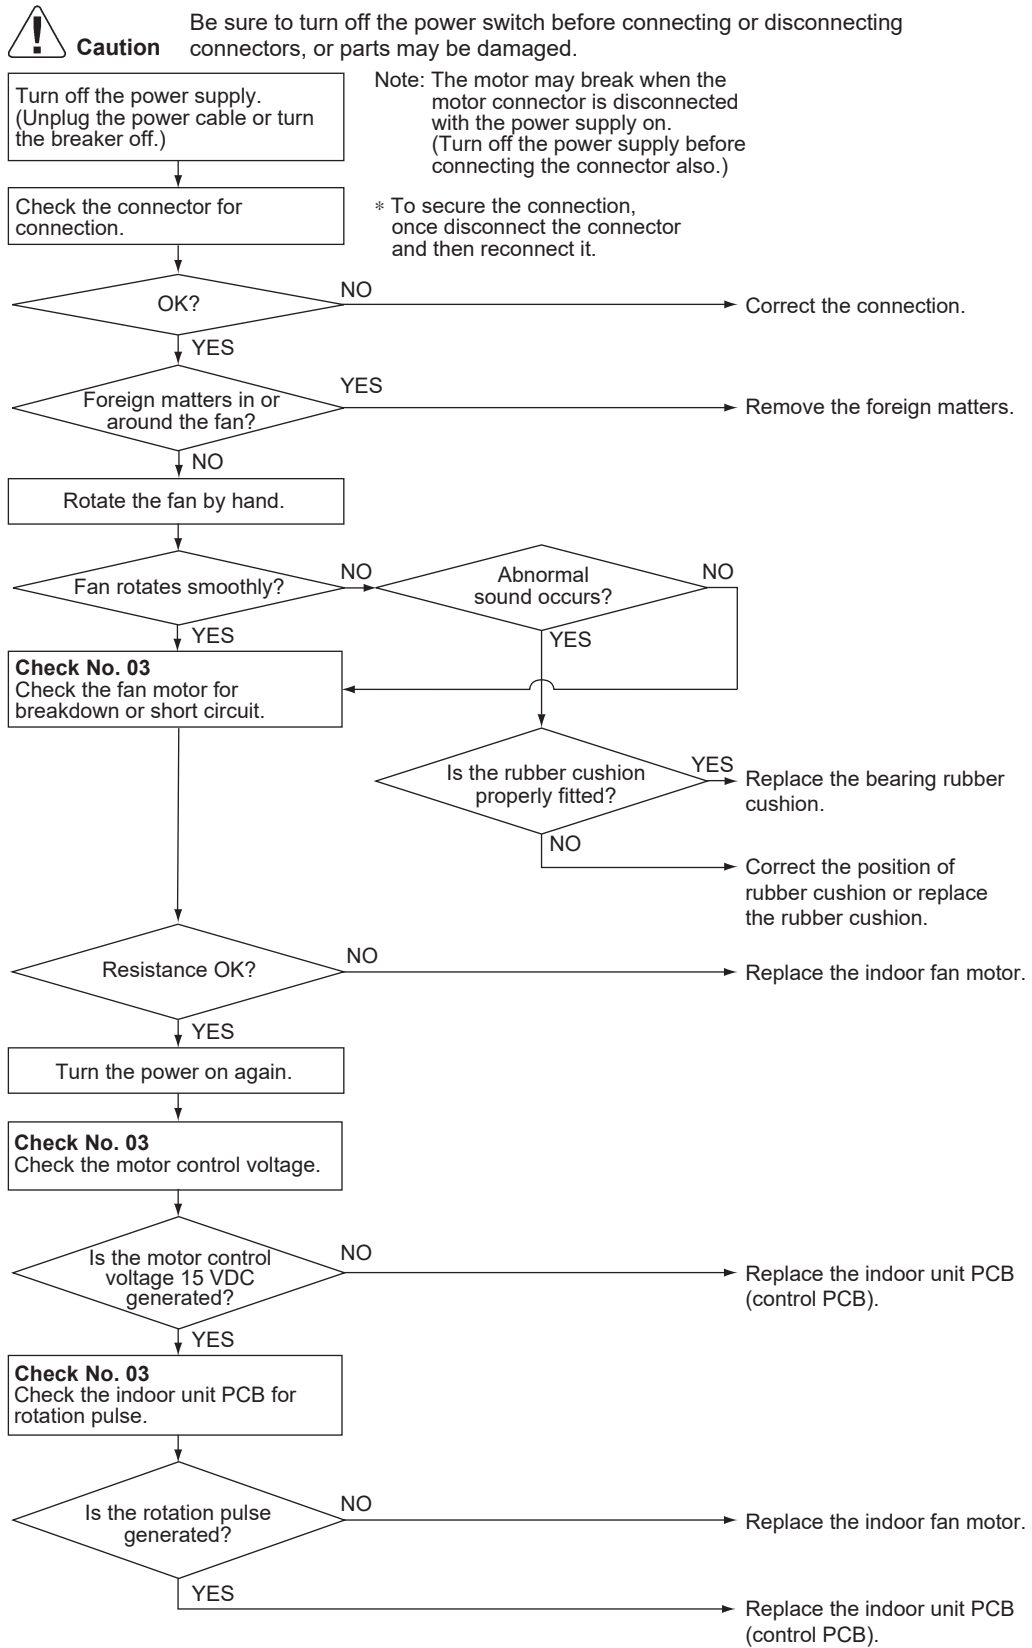 Caution
Be sure to turn off the power switch before connecting or disconnecting
connectors, or parts may be damaged.
Turn off the power supply.
(Unplug the power cable or turn
the breaker off.)
Note: The motor may break when the
motor connector is disconnected
with the power supply on.
(Turn off the power supply before
connecting the connector also.)
Check the connector for
connection.
* To secure the connection,
once disconnect the connector
and then reconnect it.
OK?
NO
Correct the connection.
YES
Foreign matters in or
around the fan?
YES
Remove the foreign matters.
NO
Rotate the fan by hand.
Fan rotates smoothly?
NO
Abnormal
sound occurs?
NO
YES
YES
Check No. 03
Check the fan motor for
breakdown or short circuit.
Is the rubber cushion
properly fitted?
YES
Replace the bearing rubber
cushion.
NO
Correct the position of
rubber cushion or replace
the rubber cushion.
Resistance OK?
NO
Replace the indoor fan motor.
YES
Turn the power on again.
Check No. 03
Check the motor control voltage.
Is the motor control
voltage 15 VDC
generated?
NO
Replace the indoor unit PCB
(control PCB).
YES
Check No. 03
Check the indoor unit PCB for
rotation pulse.
Is the rotation pulse
generated?
NO
Replace the indoor fan motor.
YES
Replace the indoor unit PCB
(control PCB).